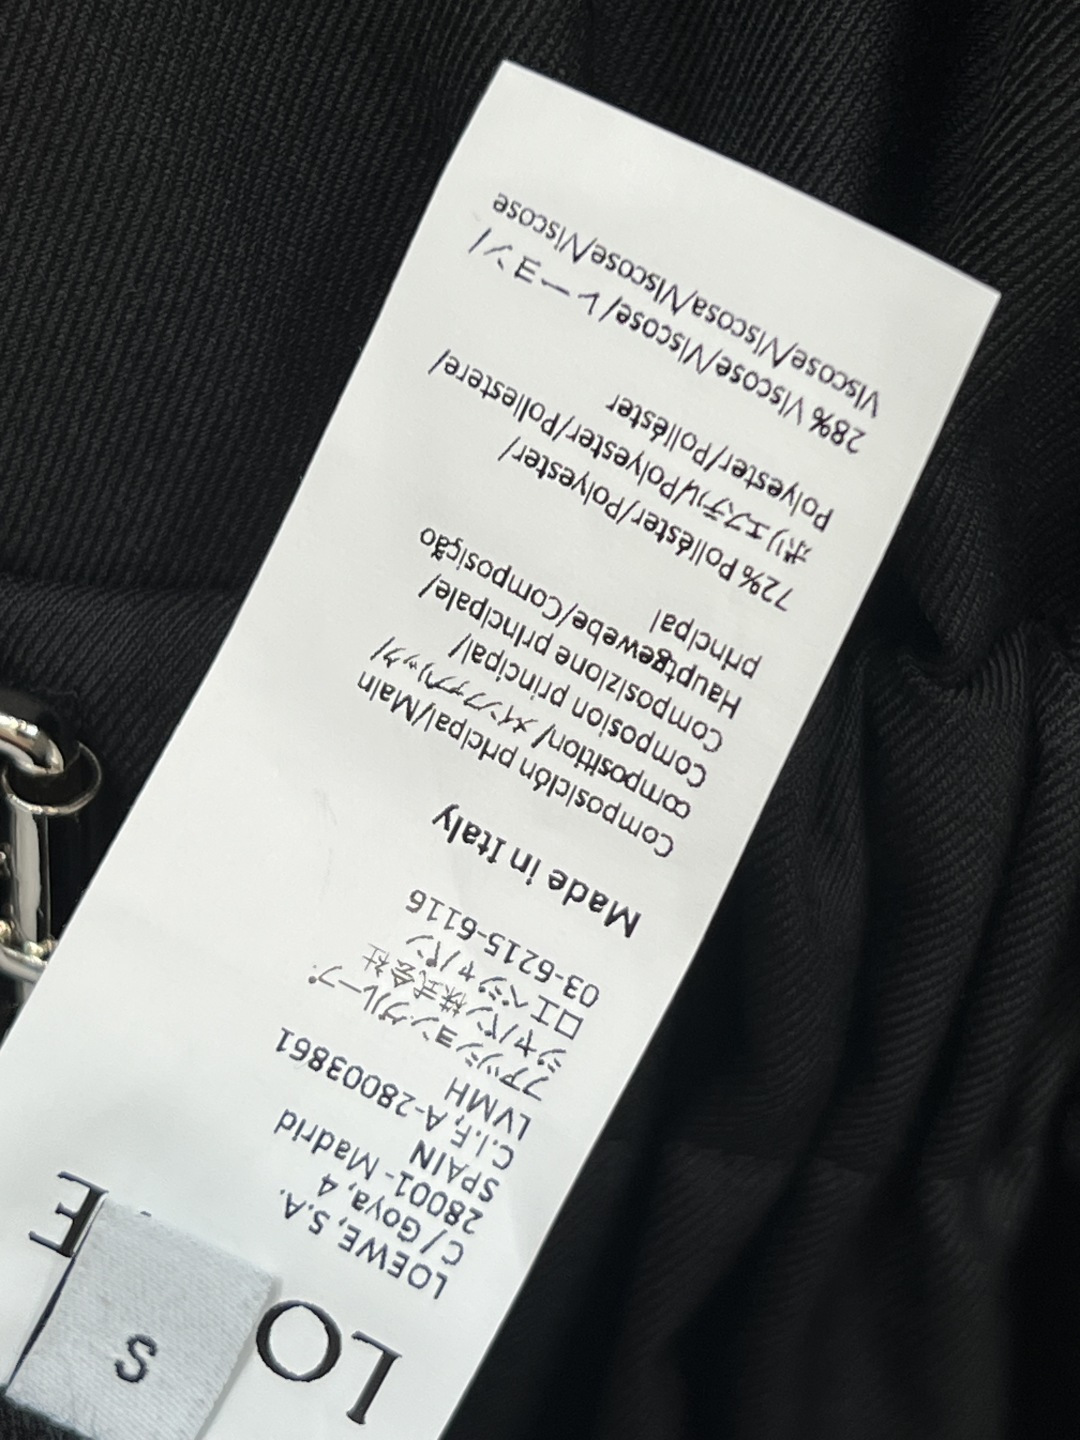 LO E
S
LOEWE, S.A.
C/ Goya, 4
28001- Madrid
SPAIN
C.I.F, A-28003861
LVMH
ファッショングループ
ジャパン株式会社
ロエベジャパン
03-6215-6116
Made in Italy
Composición pricipal/Main
composition/ メインファブリック/
Composion principal/
Composizione principale/
Hauptgewebe/Composição
principal
72% Poliéster/Polyester/
ポリエステル/Polyester/Poliestere/
Polyester/Poliéster
28% Viscose/Viscose/レーヨン/
Viscose/Viscosa/Viscose/Viscose